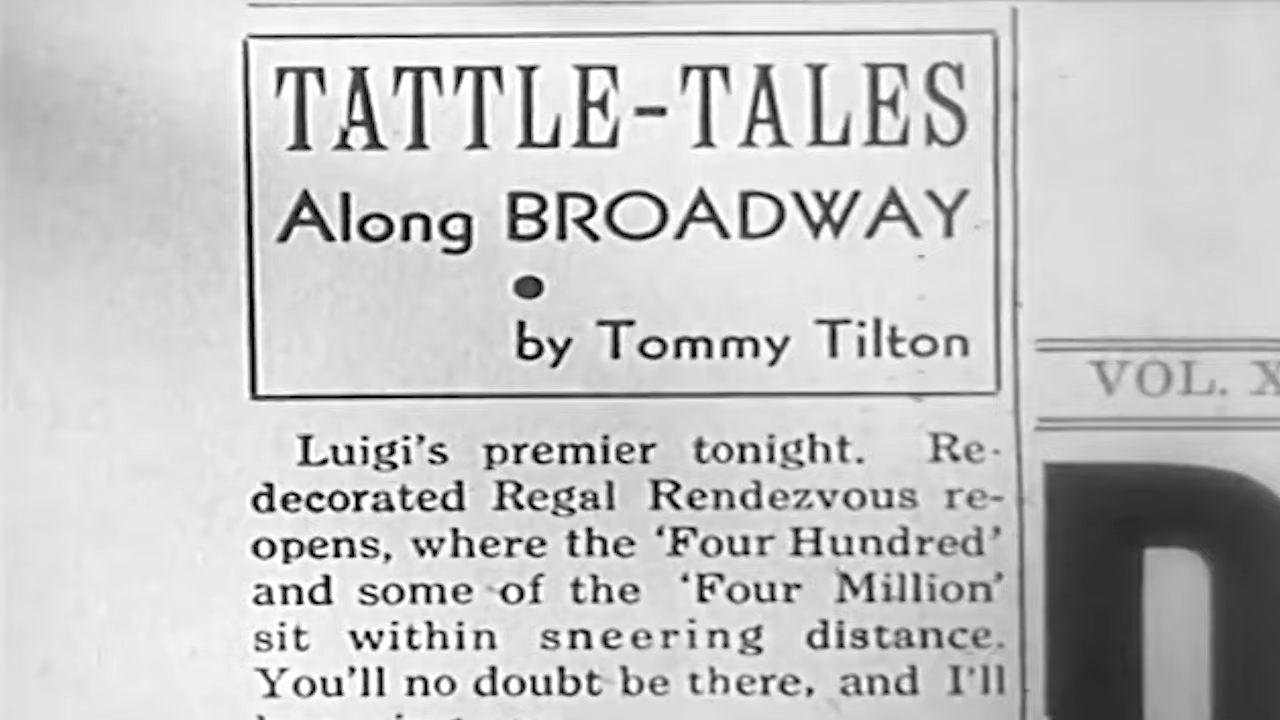 TATTLE-TALES
Along BROADWAY
by Tommy Tilton
Luigi's premier tonight. Re-
decorated Regal Rendezvous re-
opens, where the 'Four Hundred'
and some of the 'Four Million'
sit within sneering distance.
You'll no doubt be there, and I'll
VOL. X
D